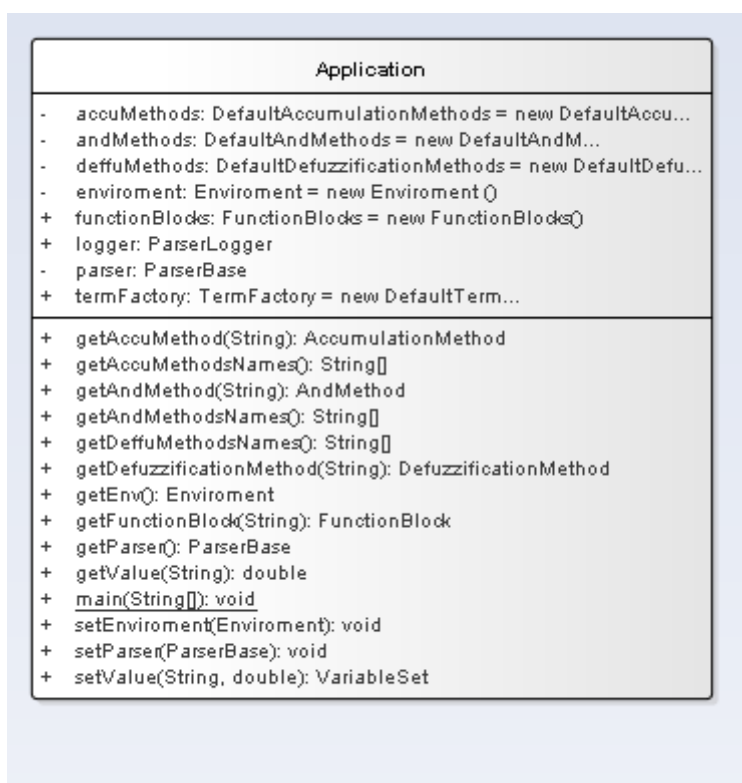 Application
- accuMethods: DefaultAccumulationMethods = new DefaultAccu...
- andMethods: DefaultAndMethods = new DefaultAndM...
- deffuMethods: DefaultDefuzzificationMethods = new DefaultDefu...
- enviroment: Enviroment = new Enviroment ()
+ functionBlocks: FunctionBlocks = new FunctionBlocks()
+ logger: ParserLogger
- parser: ParserBase
+ termFactory: TermFactory = new DefaultTerm...
+ getAccuMethod(String): AccumulationMethod
+ getAccuMethodsNames(): String[]
+ getAndMethod(String): AndMethod
+ getAndMethodsNames(): String[]
+ getDeffuMethodsNames(): String[]
+ getDefuzzificationMethod(String): DefuzzificationMethod
+ getEnv(): Enviroment
+ getFunctionBlock(String): FunctionBlock
+ getParser(): ParserBase
+ getValue(String): double
+ main(String[]): void
+ setEnviroment(Enviroment): void
+ setParser(ParserBase): void
+ setValue(String, double): VariableSet